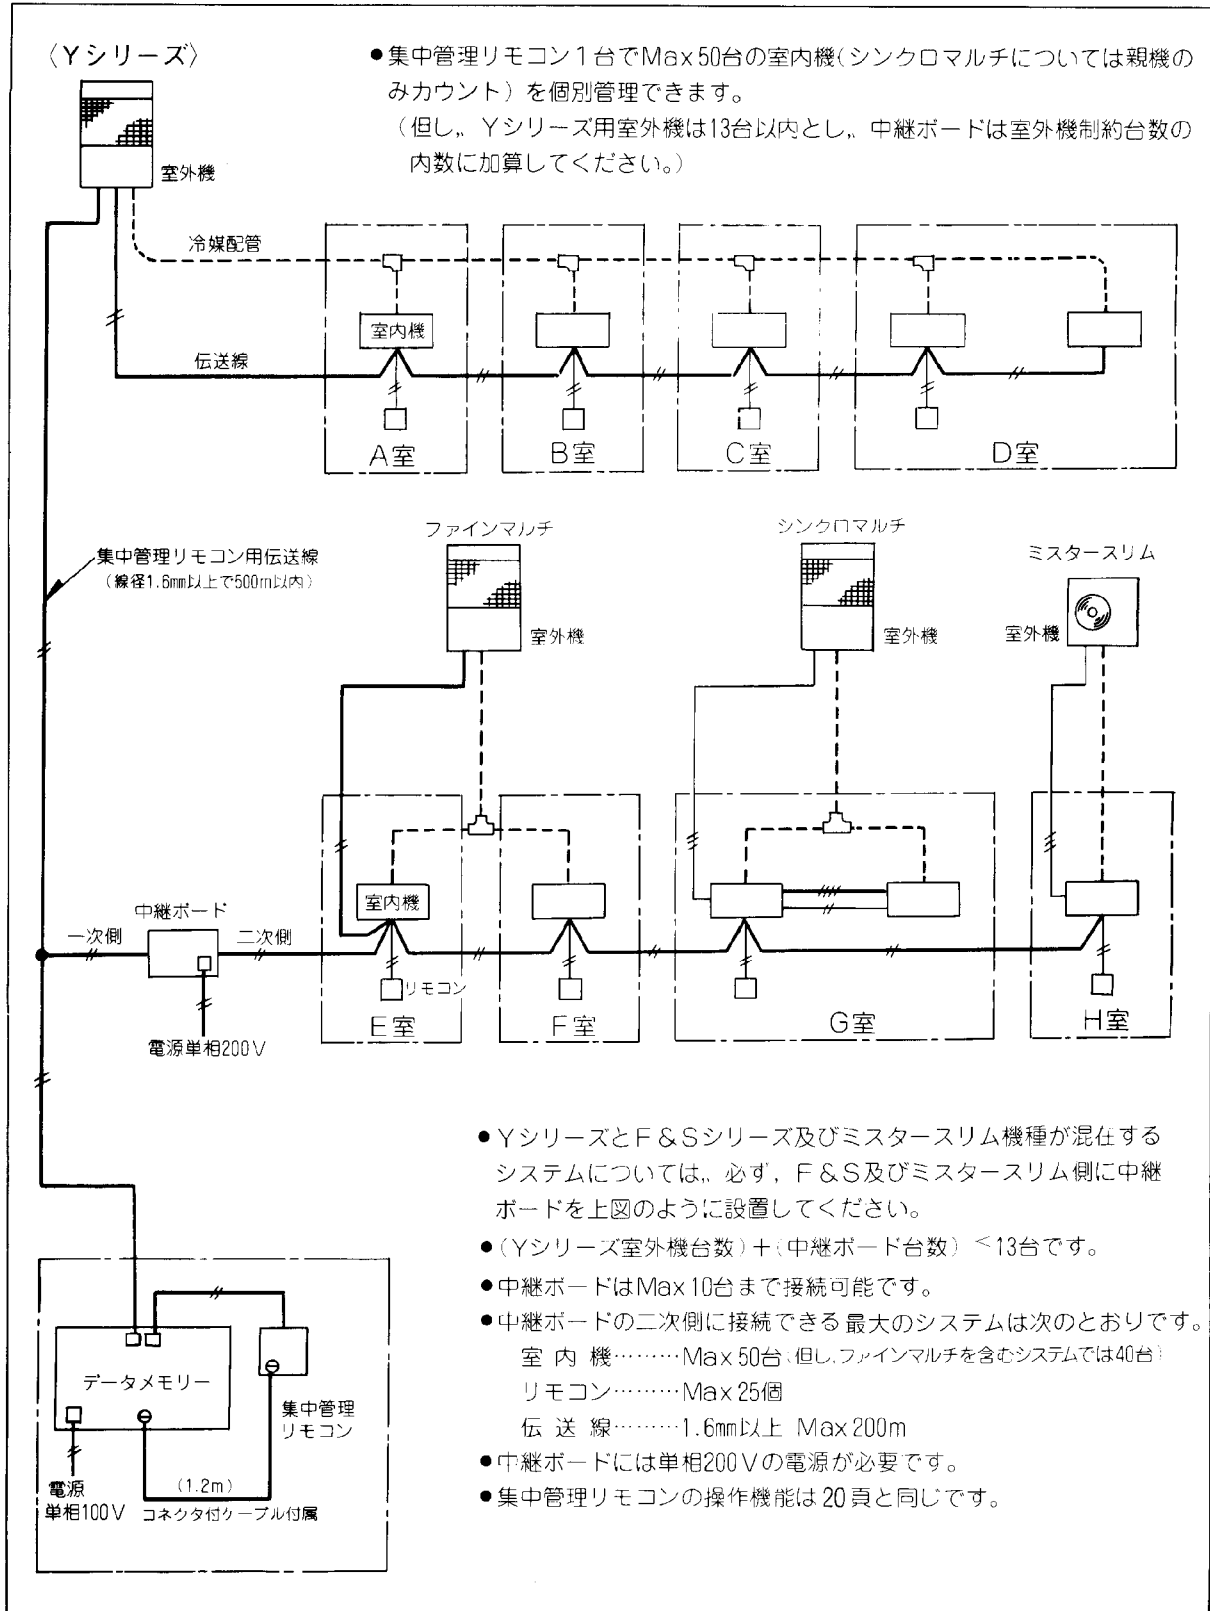 〈Yシリーズ〉
●集中管理リモコン1台でMax50台の室内機(シンクロマルチについては親機の
みカウント)を個別管理できます。
(但し、Yシリーズ用室外機は13台以内とし、中継ボードは室外機制約台数の
内数に加算してください。)
室外機
冷媒配管
室内機
伝送線
A室
B室
C室
D室
ファインマルチ
シンクロマルチ
ミスタースリム
集中管理リモコン用伝送線
(線径1.6mm以上で500m以内)
室外機
室外機
室外機
中継ボード
一次側
二次側
室内機
リモコン
E室
F室
G室
H室
電源単相200V
●YシリーズとF&Sシリーズ及びミスタースリム機種が混在する
システムについては、必ず,F&S及びミスタースリム側に中継
ボードを上図のように設置してください。
●(Yシリーズ室外機台数)+(中継ボード台数)≦13台です。
●中継ボードはMax10台まで接続可能です。
●中継ボードの二次側に接続できる最大のシステムは次のとおりです。
室内機………Max50台(但し、ファインマルチを含むシステムでは40台)
リモコン………Max25個
伝送線………1.6mm以上 Max200m
●中継ボードには単相200Vの電源が必要です。
●集中管理リモコンの操作機能は20頁と同じです。
データメモリー
集中管理
リモコン
電源
単相100V
(1.2m)
コネクタ付ケーブル付属